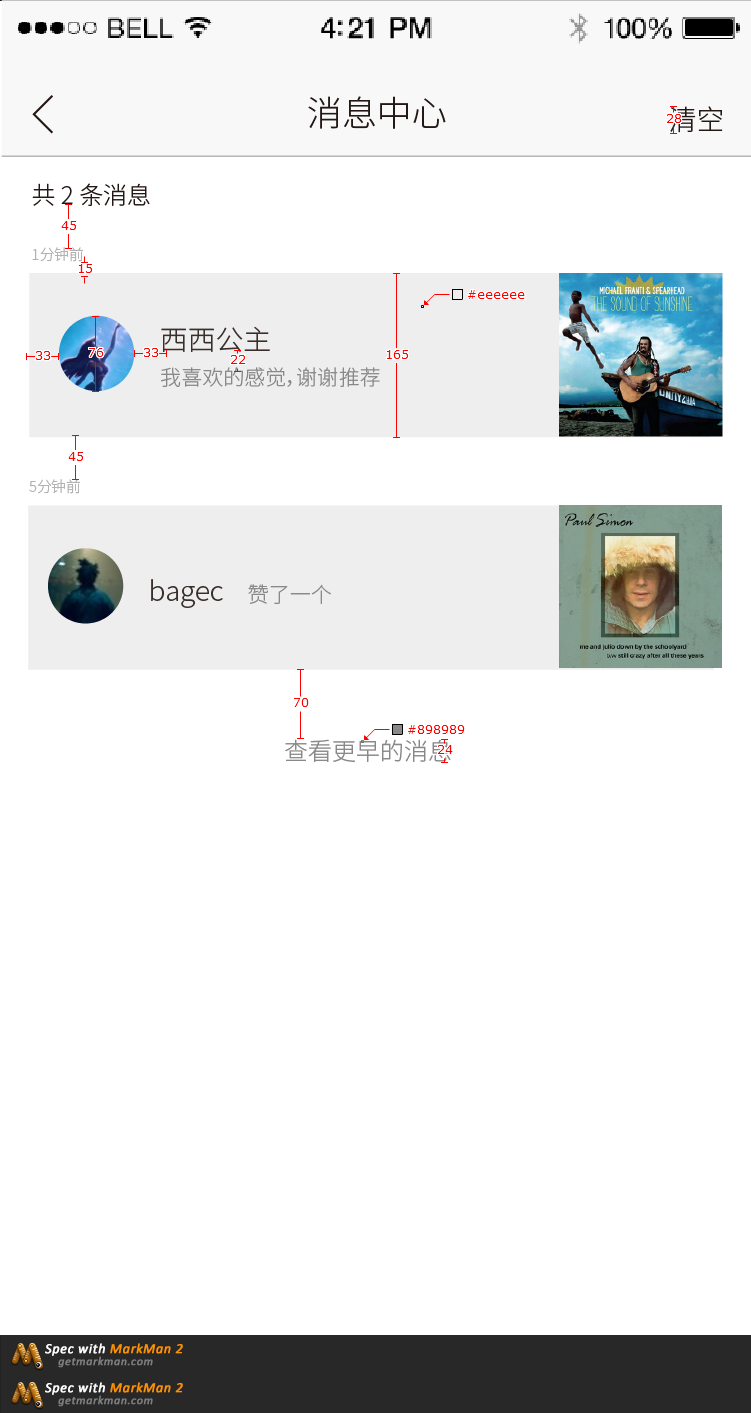 BELL 4:21 PM 100%
消息中心
28
清空
共 2 条消息
45
1分钟前
15
#eeeeee
MICHAEL FRANTI & SPEARHEAD
THE SOUND OF SUNSHINE
西西公主
33 76 33 22 165
我喜欢的感觉，谢谢推荐
45
5分钟前
Paul Simon
bagec 赞了一个
me and julio down by the schoolyard
b/w still crazy after all these years
70
#898989
查看更早的消息
24
Spec with MarkMan 2
getmarkman.com
Spec with MarkMan 2
getmarkman.com